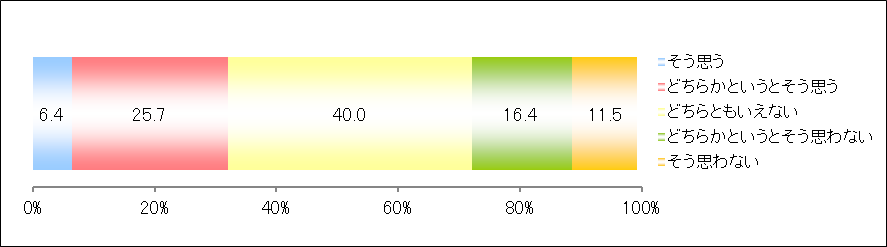 そう思う
どちらかというとそう思う
どちらともいえない
どちらかというとそう思わない
そう思わない
6.4 25.7 40.0 16.4 11.5
0% 20% 40% 60% 80% 100%